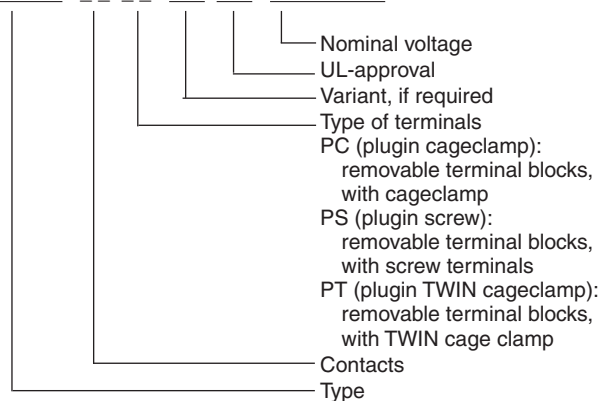 Nominal voltage
UL-approval
Variant, if required
Type of terminals
PC (plugin cageclamp):
removable terminal blocks,
with cageclamp
PS (plugin screw):
removable terminal blocks,
with screw terminals
PT (plugin TWIN cageclamp):
removable terminal blocks,
with TWIN cage clamp
Contacts
Type